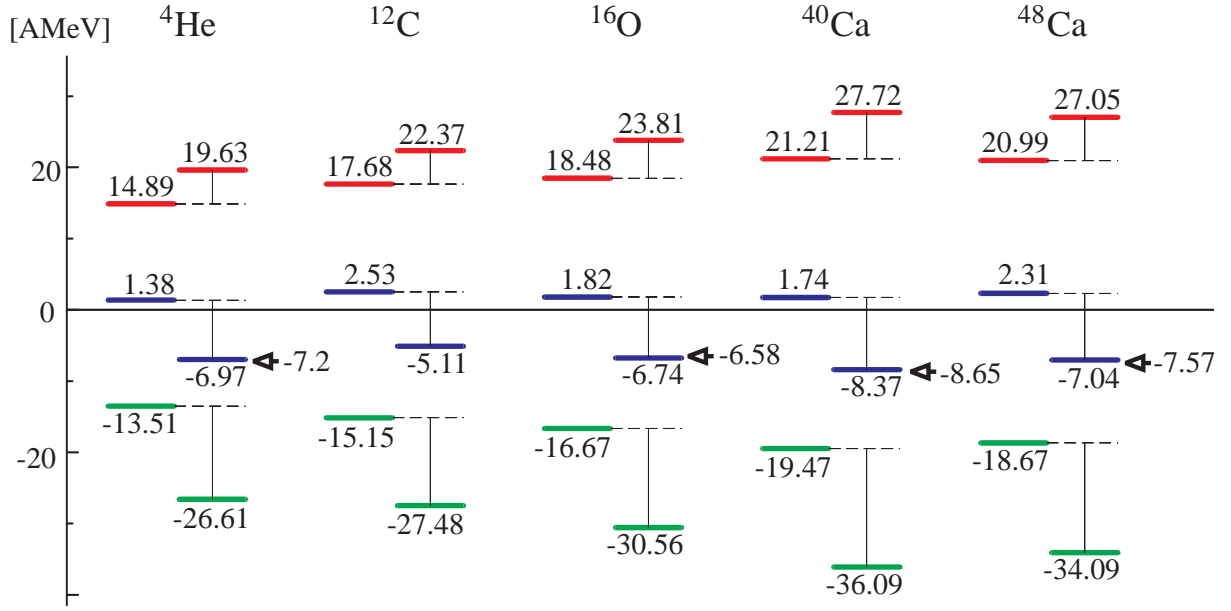 [AMeV] ⁴He ¹²C ¹⁶O ⁴⁰Ca ⁴⁸Ca
27.72 27.05
22.37 23.81
19.63 21.21 20.99
20 14.89 17.68 18.48
1.38 2.53 1.82 1.74 2.31
0
-7.2 -6.58 -8.65 -7.57
-6.97 -5.11 -6.74 -8.37 -7.04
-13.51 -15.15 -16.67 -19.47 -18.67
-20
-26.61 -27.48 -30.56 -36.09 -34.09